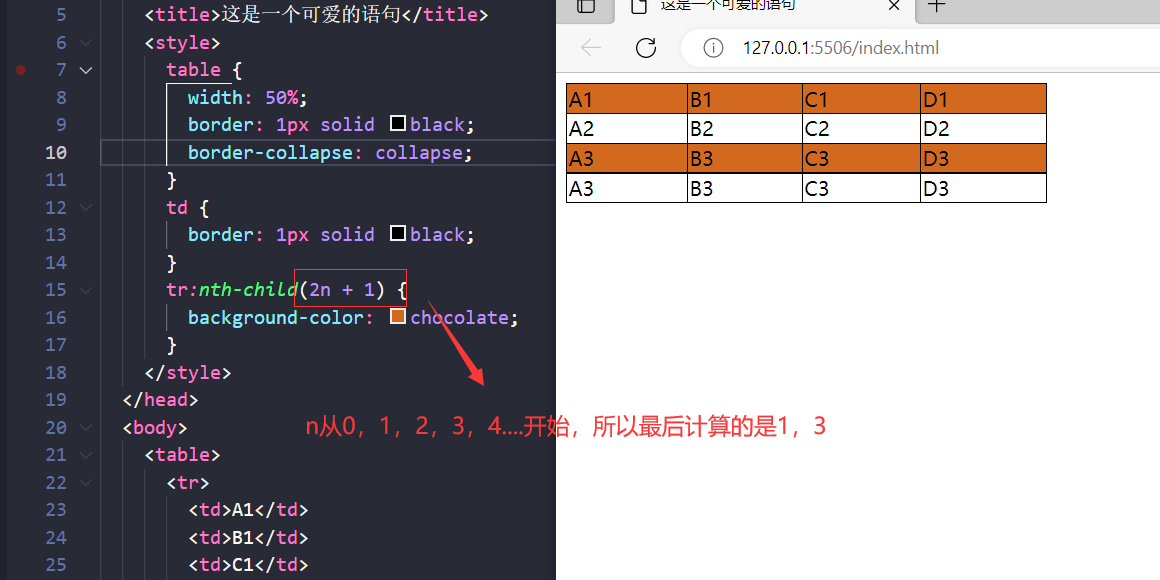 5 <title>这是一个可爱的语句</title>
6 <style>
7 table {
8 width: 50%;
9 border: 1px solid black;
10 border-collapse: collapse;
11 }
12 td {
13 border: 1px solid black;
14 }
15 tr:nth-child(2n + 1) {
16 background-color: chocolate;
17 }
18 </style>
19 </head>
20 <body>
21 <table>
22 <tr>
23 <td>A1</td>
24 <td>B1</td>
25 <td>C1</td>
n从0，1，2，3，4....开始，所以最后计算的是1，3
这是一个可爱的语句
127.0.0.1:5506/index.html
A1 B1 C1 D1
A2 B2 C2 D2
A3 B3 C3 D3
A3 B3 C3 D3